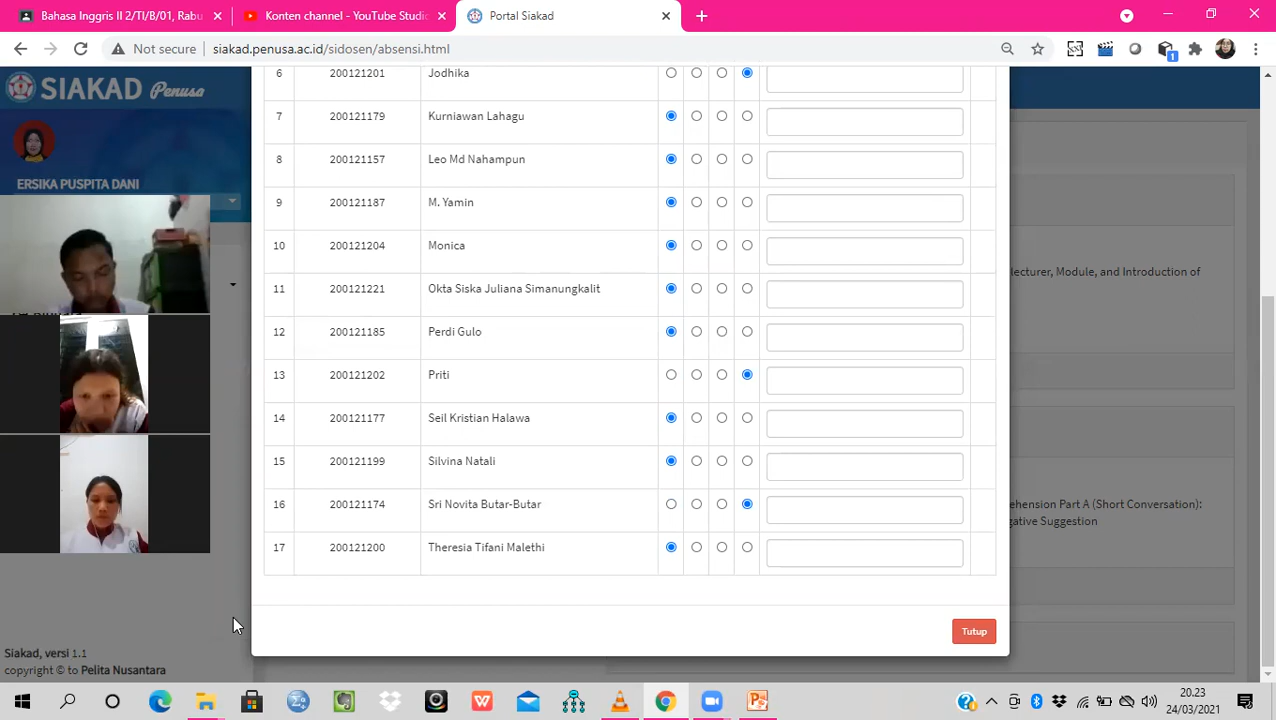 Bahasa Inggris II 2/TI/B/01, Rabu
Konten channel - YouTube Studio
Portal Siakad
Not secure
siakad.penusa.ac.id/sidosen/absensi.html
SIAKAD Penusa
ERSIKA PUSPITA DANI
6 200121201 Jodhika
7 200121179 Kurniawan Lahagu
8 200121157 Leo Md Nahampun
9 200121187 M. Yamin
10 200121204 Monica
11 200121221 Okta Siska Juliana Simanungkalit
12 200121185 Perdi Gulo
13 200121202 Priti
14 200121177 Seil Kristian Halawa
15 200121199 Silvina Natali
16 200121174 Sri Novita Butar-Butar
17 200121200 Theresia Tifani Malethi
lecturer, Module, and Introduction of
hension Part A (Short Conversation):
gative Suggestion
Tutup
Siakad, versi 1.1
copyright © to Pelita Nusantara
1
20.23
24/03/2021